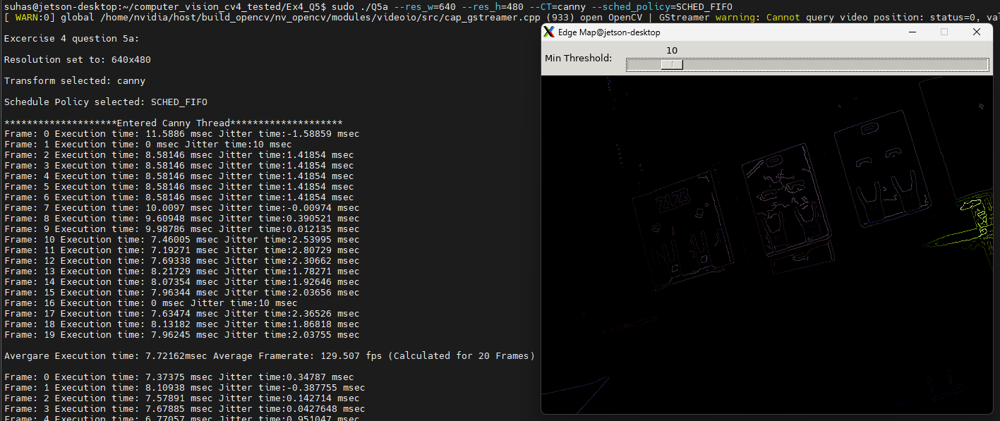 suhas@jetson-desktop:~/computer_vision_cv4_tested/Ex4_Q5$ sudo ./Q5a --res_w=640 --res_h=480 --CT=canny --sched_policy=SCHED_FIFO
[ WARN:0] global /home/nvidia/host/build_opencv/nv_opencv/modules/videoio/src/cap_gstreamer.cpp (933) open OpenCV | GStreamer warning: Cannot query video position: status=0, val
Edge Map@jetson-desktop
Min Threshold:
10
2123
Excercise 4 question 5a:
Resolution set to: 640x480
Transform selected: canny
Schedule Policy selected: SCHED_FIFO
********************Entered Canny Thread********************
Frame: 0 Execution time: 11.5886 msec Jitter time:-1.58859 msec
Frame: 1 Execution time: 0 msec Jitter time:10 msec
Frame: 2 Execution time: 8.58146 msec Jitter time:1.41854 msec
Frame: 3 Execution time: 8.58146 msec Jitter time:1.41854 msec
Frame: 4 Execution time: 8.58146 msec Jitter time:1.41854 msec
Frame: 5 Execution time: 8.58146 msec Jitter time:1.41854 msec
Frame: 6 Execution time: 8.58146 msec Jitter time:1.41854 msec
Frame: 7 Execution time: 10.0097 msec Jitter time:-0.00974 msec
Frame: 8 Execution time: 9.60948 msec Jitter time:0.390521 msec
Frame: 9 Execution time: 9.98786 msec Jitter time:0.012135 msec
Frame: 10 Execution time: 7.46005 msec Jitter time:2.53995 msec
Frame: 11 Execution time: 7.19271 msec Jitter time:2.80729 msec
Frame: 12 Execution time: 7.69338 msec Jitter time:2.30662 msec
Frame: 13 Execution time: 8.21729 msec Jitter time:1.78271 msec
Frame: 14 Execution time: 8.07354 msec Jitter time:1.92646 msec
Frame: 15 Execution time: 7.96344 msec Jitter time:2.03656 msec
Frame: 16 Execution time: 0 msec Jitter time:10 msec
Frame: 17 Execution time: 7.63474 msec Jitter time:2.36526 msec
Frame: 18 Execution time: 8.13182 msec Jitter time:1.86818 msec
Frame: 19 Execution time: 7.96245 msec Jitter time:2.03755 msec
Avergare Execution time: 7.72162msec Average Framerate: 129.507 fps (Calculated for 20 Frames)
Frame: 0 Execution time: 7.37375 msec Jitter time:0.34787 msec
Frame: 1 Execution time: 8.10938 msec Jitter time:-0.387755 msec
Frame: 2 Execution time: 7.57891 msec Jitter time:0.142714 msec
Frame: 3 Execution time: 7.67885 msec Jitter time:0.0427648 msec
Frame: 4 Execution time: 6.77057 msec Jitter time:0.951047 msec